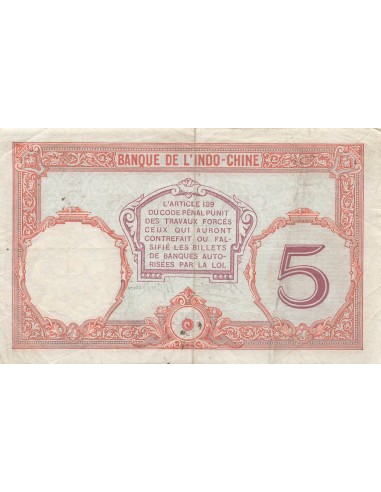 BANQUE DE L'INDO-CHINE
L'ARTICLE 139
DU CODE PÉNAL PUNIT
DES TRAVAUX FORCÉS
CEUX QUI AURONT
CONTREFAIT OU FAL-
SIFIÉ LES BILLETS
DE BANQUES AUTO-
RISÉES PAR LA LOI.
5